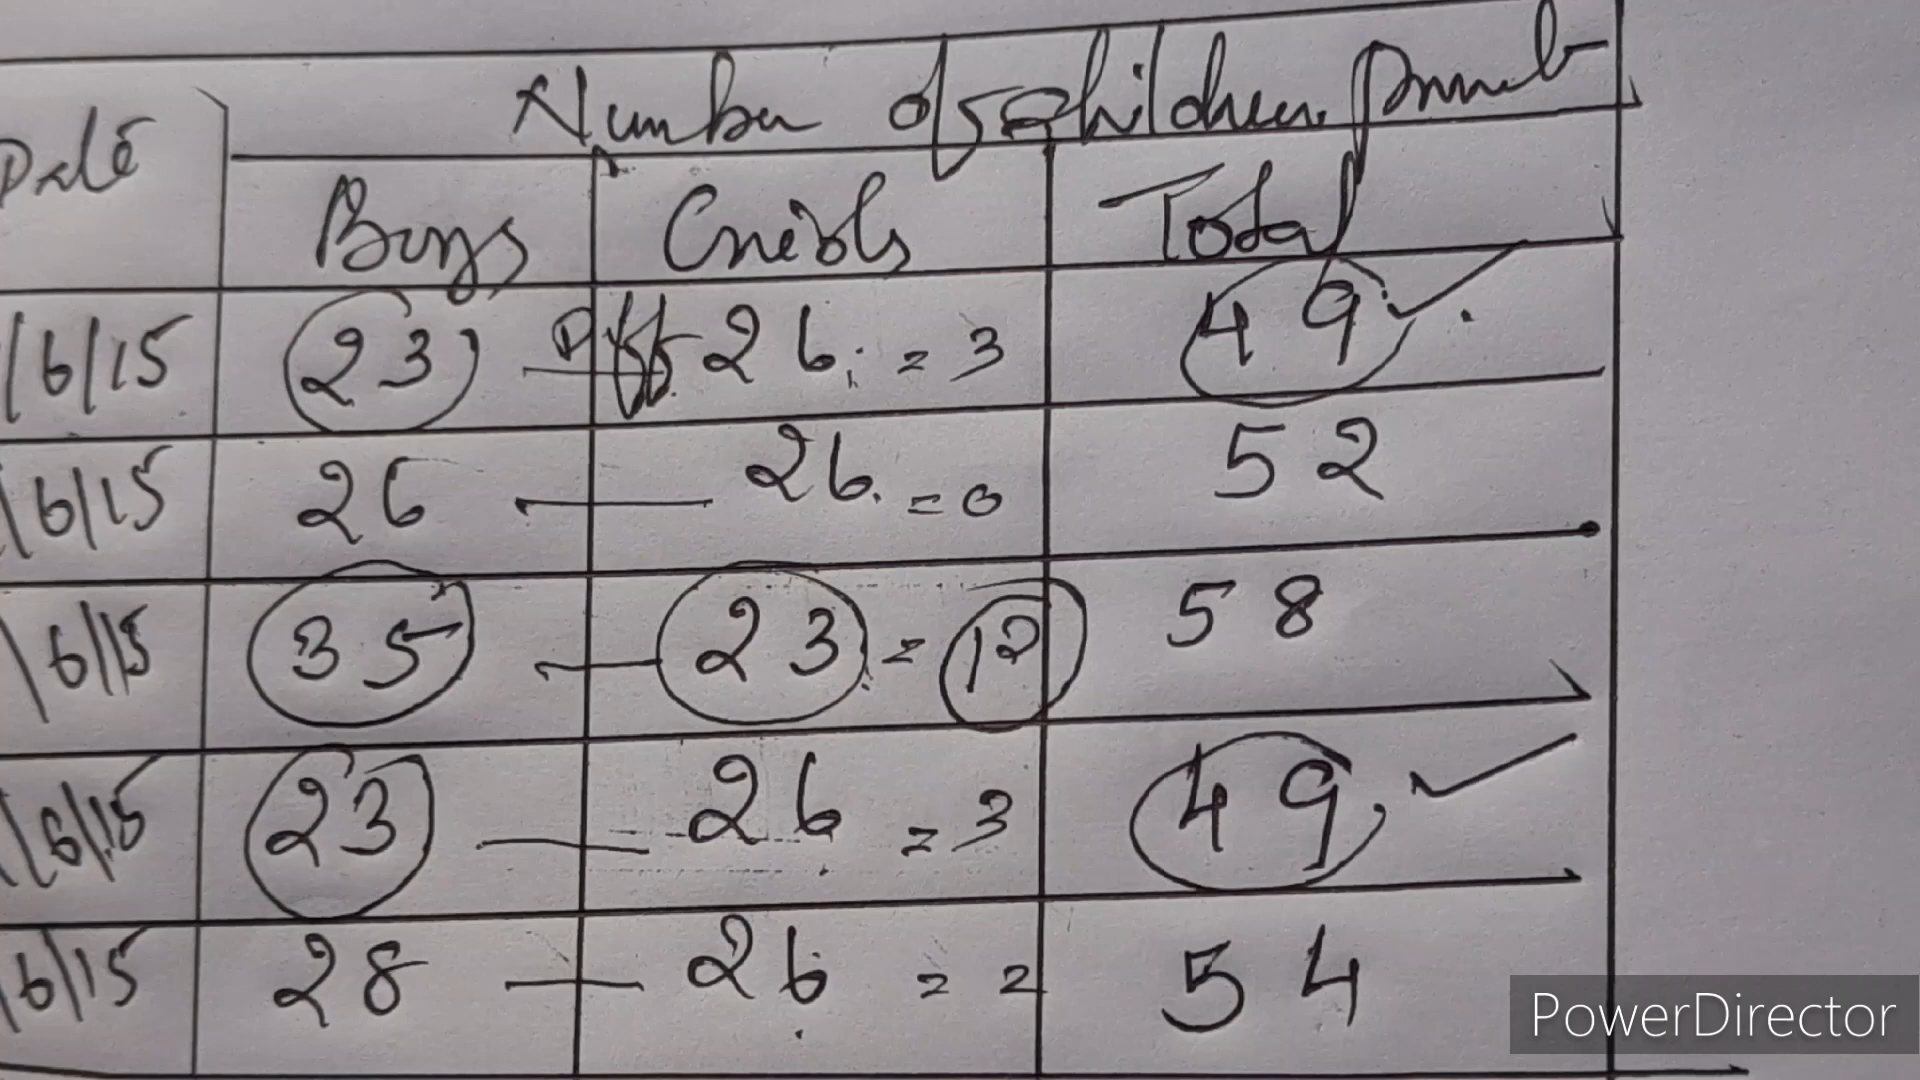 Date Number of children present
Boys Girls Total
/6/15 23 Diff 26 = 3 49
/6/15 26 — 26 = 0 52
/6/15 35 — 23 = 12 58
/6/15 23 — 26 = 3 49
/6/15 28 — 26 = 2 54
PowerDirector